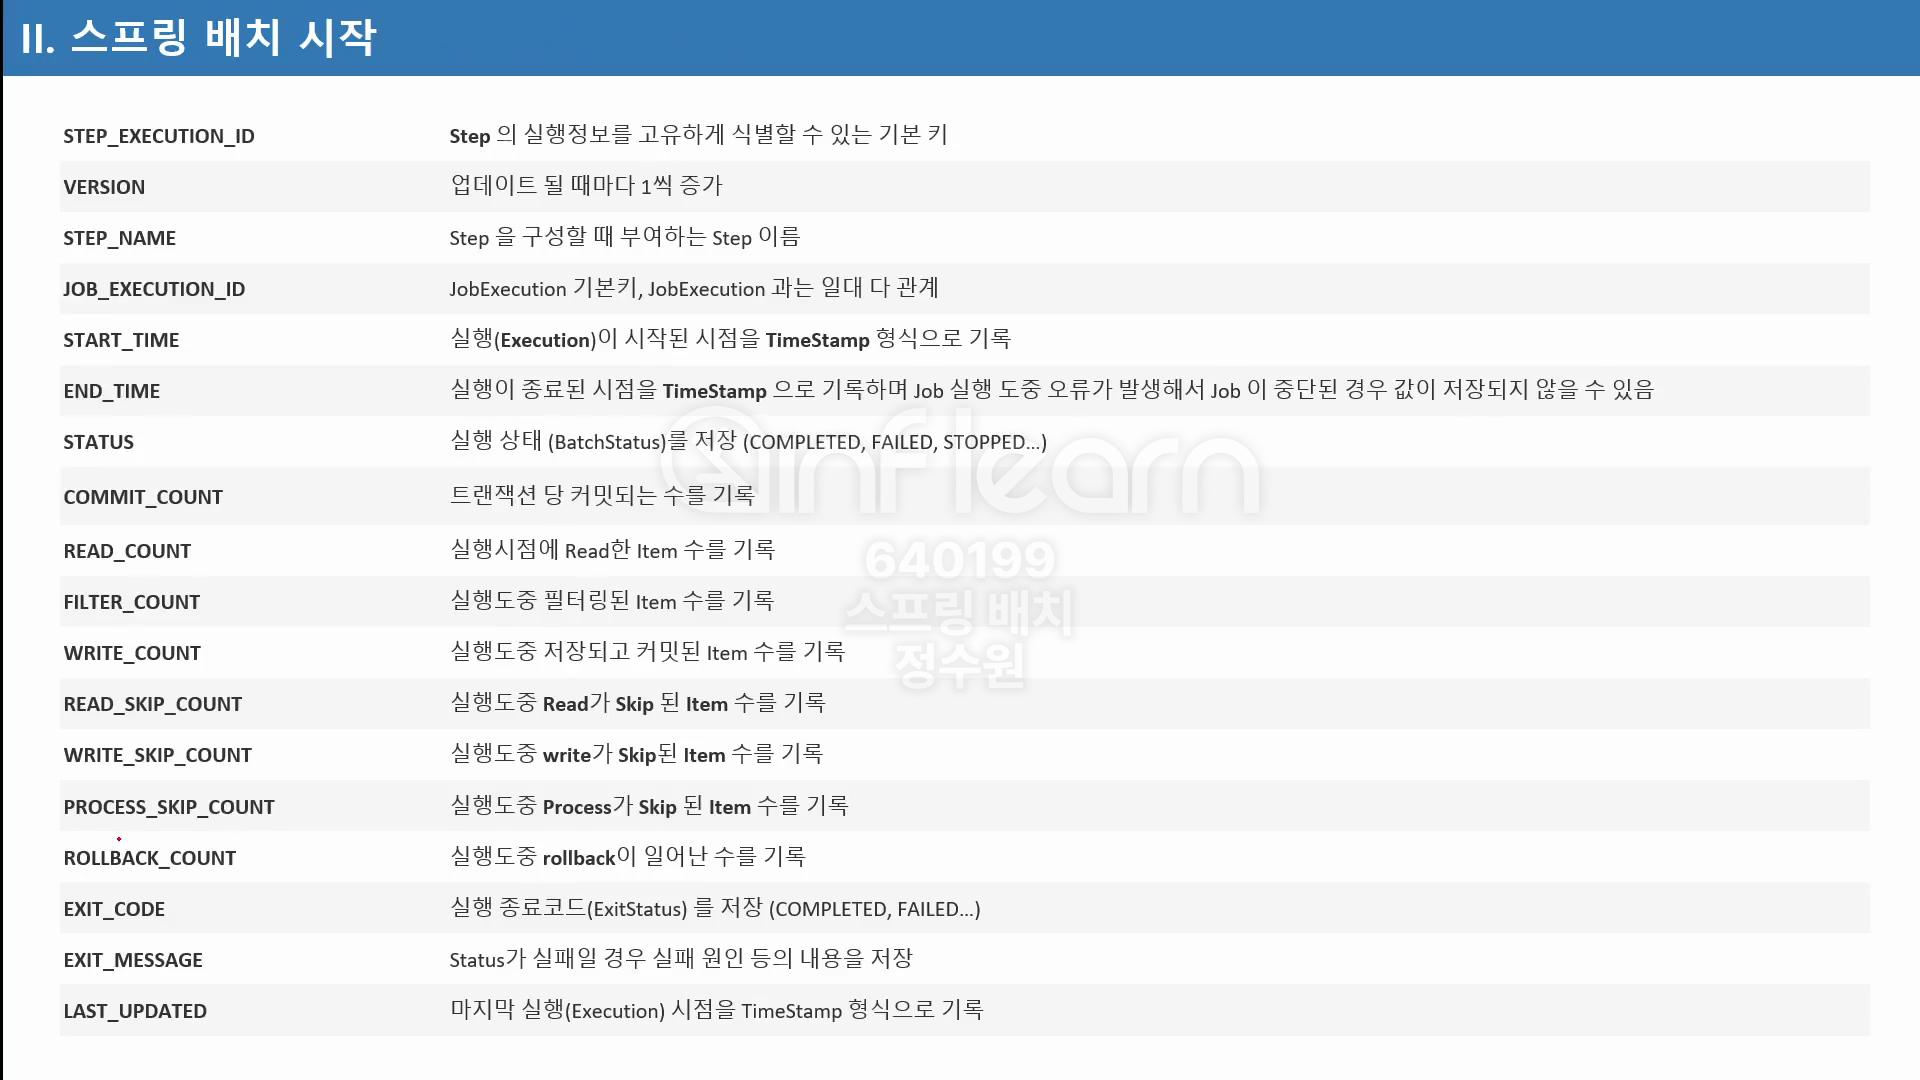 II. 스프링 배치 시작
STEP_EXECUTION_ID Step 의 실행정보를 고유하게 식별할 수 있는 기본 키
VERSION 업데이트 될 때마다 1씩 증가
STEP_NAME Step 을 구성할 때 부여하는 Step 이름
JOB_EXECUTION_ID JobExecution 기본키, JobExecution 과는 일대 다 관계
START_TIME 실행(Execution)이 시작된 시점을 TimeStamp 형식으로 기록
END_TIME 실행이 종료된 시점을 TimeStamp 으로 기록하며 Job 실행 도중 오류가 발생해서 Job 이 중단된 경우 값이 저장되지 않을 수 있음
STATUS 실행 상태 (BatchStatus)를 저장 (COMPLETED, FAILED, STOPPED...)
COMMIT_COUNT 트랜잭션 당 커밋되는 수를 기록
READ_COUNT 실행시점에 Read한 Item 수를 기록
FILTER_COUNT 실행도중 필터링된 Item 수를 기록
WRITE_COUNT 실행도중 저장되고 커밋된 Item 수를 기록
READ_SKIP_COUNT 실행도중 Read가 Skip 된 Item 수를 기록
WRITE_SKIP_COUNT 실행도중 write가 Skip된 Item 수를 기록
PROCESS_SKIP_COUNT 실행도중 Process가 Skip 된 Item 수를 기록
ROLLBACK_COUNT 실행도중 rollback이 일어난 수를 기록
EXIT_CODE 실행 종료코드(ExitStatus) 를 저장 (COMPLETED, FAILED...)
EXIT_MESSAGE Status가 실패일 경우 실패 원인 등의 내용을 저장
LAST_UPDATED 마지막 실행(Execution) 시점을 TimeStamp 형식으로 기록
inflearn
640199
스프링 배치
정수원